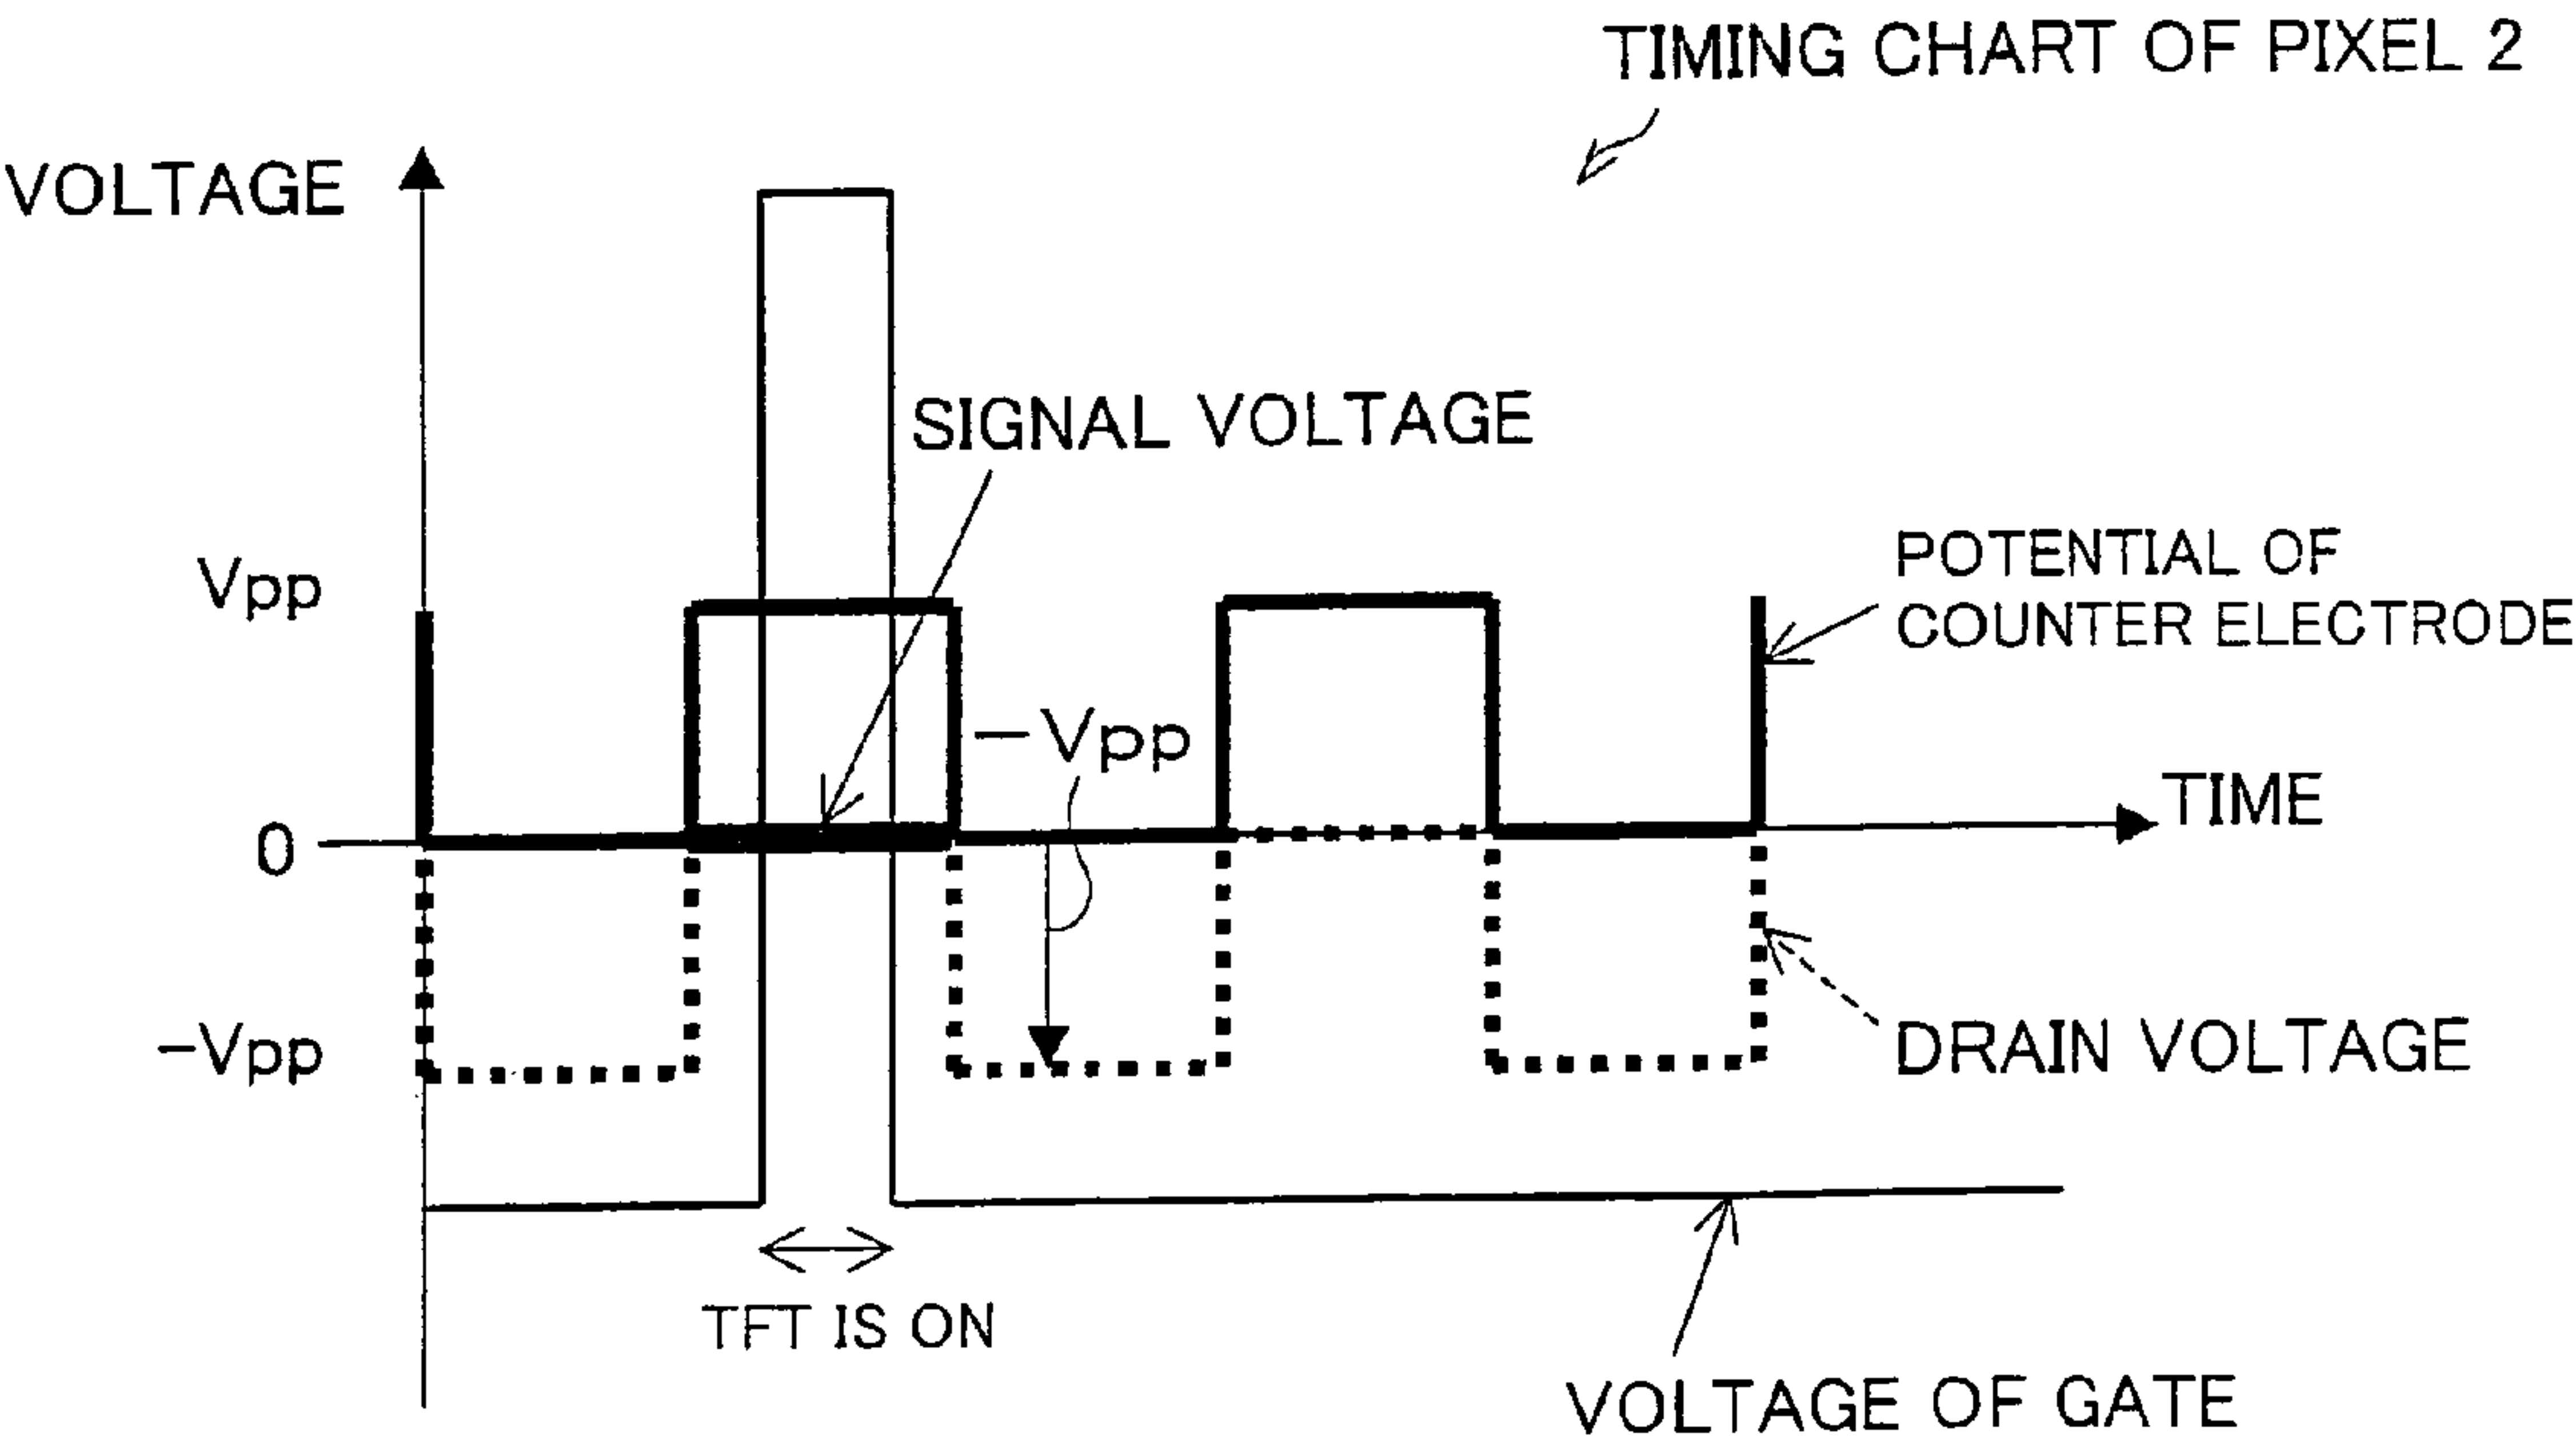 TIMING CHART OF PIXEL 2
VOLTAGE
SIGNAL VOLTAGE
Vpp
POTENTIAL OF
COUNTER ELECTRODE
−Vpp
TIME
0
−Vpp
DRAIN VOLTAGE
TFT IS ON
VOLTAGE OF GATE